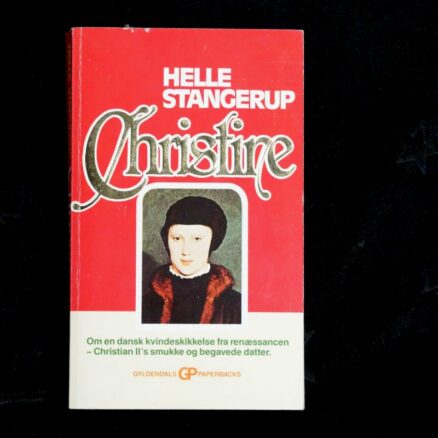 HELLE
STANGERUP
Christine
Om en dansk kvindeskikkelse fra renæssancen
– Christian II's smukke og begavede datter.
GYLDENDALS GP PAPERBACKS